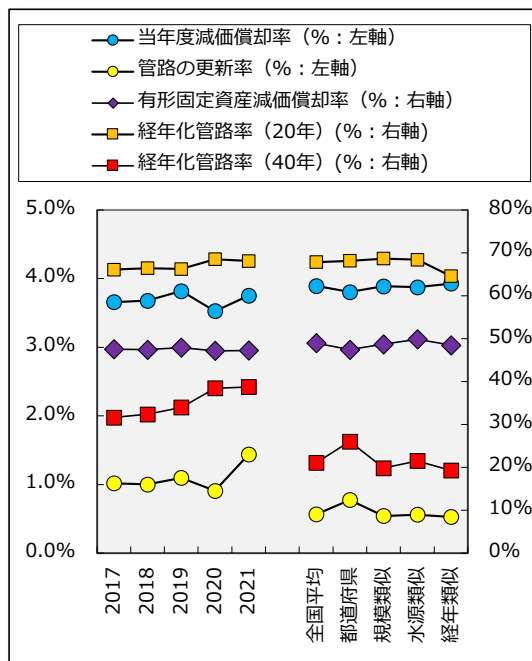 当年度減価償却率（%：左軸）
管路の更新率（%：左軸）
有形固定資産減価償却率（%：右軸）
経年化管路率（20年）(%：右軸)
経年化管路率（40年）(%：右軸)
5.0%
4.0%
3.0%
2.0%
1.0%
0.0%
80%
70%
60%
50%
40%
30%
20%
10%
0%
2017
2018
2019
2020
2021
全国平均
都道府県
規模類似
水源類似
経年類似